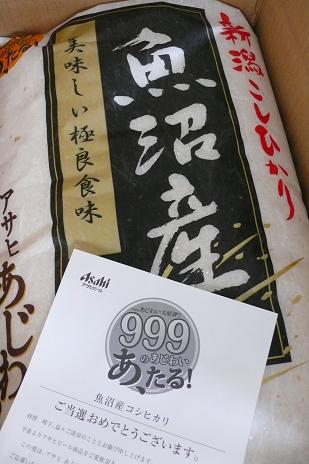 たる!
新潟こしひかり
魚沼産
美味しい極良食味
アサヒ あじわ
Asahi
アサヒビール
999
のあじわい
あ、たる!
魚沼産コシヒカリ
ご当選おめでとうございます。